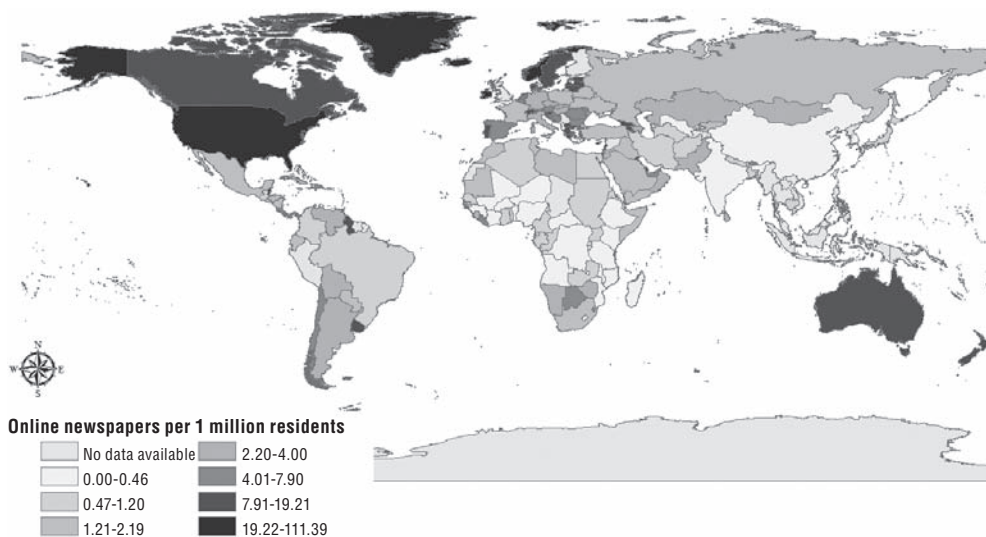 N
W E
S
Online newspapers per 1 million residents
No data available
0.00-0.46
0.47-1.20
1.21-2.19
2.20-4.00
4.01-7.90
7.91-19.21
19.22-111.39